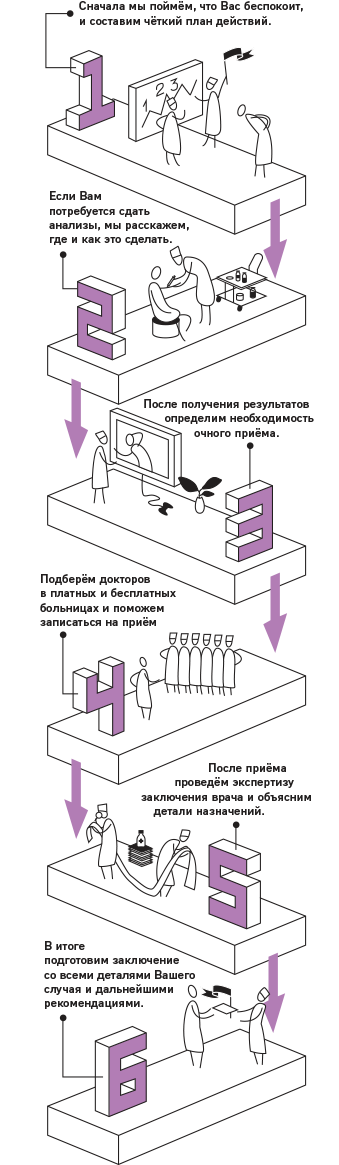 Сначала мы поймём, что Вас беспокоит,
и составим чёткий план действий.
1
1 2 3
Если Вам
потребуется сдать
анализы, мы расскажем,
где и как это сделать.
2
После получения результатов
определим необходимость
очного приёма.
3
Подберём докторов
в платных и бесплатных
больницах и поможем
записаться на приём
4
После приёма
проведём экспертизу
заключения врача и объясним
детали назначений.
5
В итоге
подготовим заключение
со всеми деталями Вашего
случая и дальнейшими
рекомендациями.
6